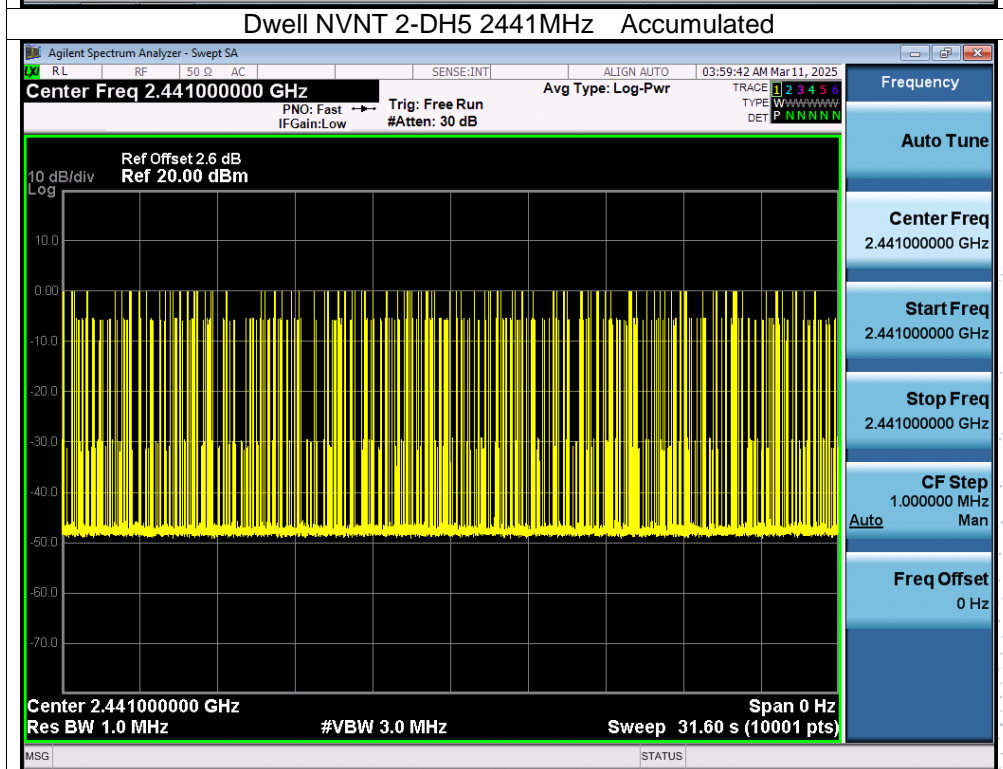 Dwell NVNT 2-DH5 2441MHz Accumulated
Agilent Spectrum Analyzer - Swept SA
LXI RL RF 50 Ω AC SENSE:INT ALIGN AUTO 03:59:42 AM Mar 11, 2025
Center Freq 2.441000000 GHz
PNO: Fast
IFGain:Low
Trig: Free Run
#Atten: 30 dB
Avg Type: Log-Pwr
TRACE 1 2 3 4 5 6
TYPE WWWWWWW
DET P N N N N N
Ref Offset 2.6 dB
10 dB/div Ref 20.00 dBm
Log
10.0
0.00
-10.0
-20.0
-30.0
-40.0
-50.0
-60.0
-70.0
Center 2.441000000 GHz Span 0 Hz
Res BW 1.0 MHz #VBW 3.0 MHz Sweep 31.60 s (10001 pts)
MSG STATUS
Frequency
Auto Tune
Center Freq
2.441000000 GHz
Start Freq
2.441000000 GHz
Stop Freq
2.441000000 GHz
CF Step
1.000000 MHz
Auto Man
Freq Offset
0 Hz